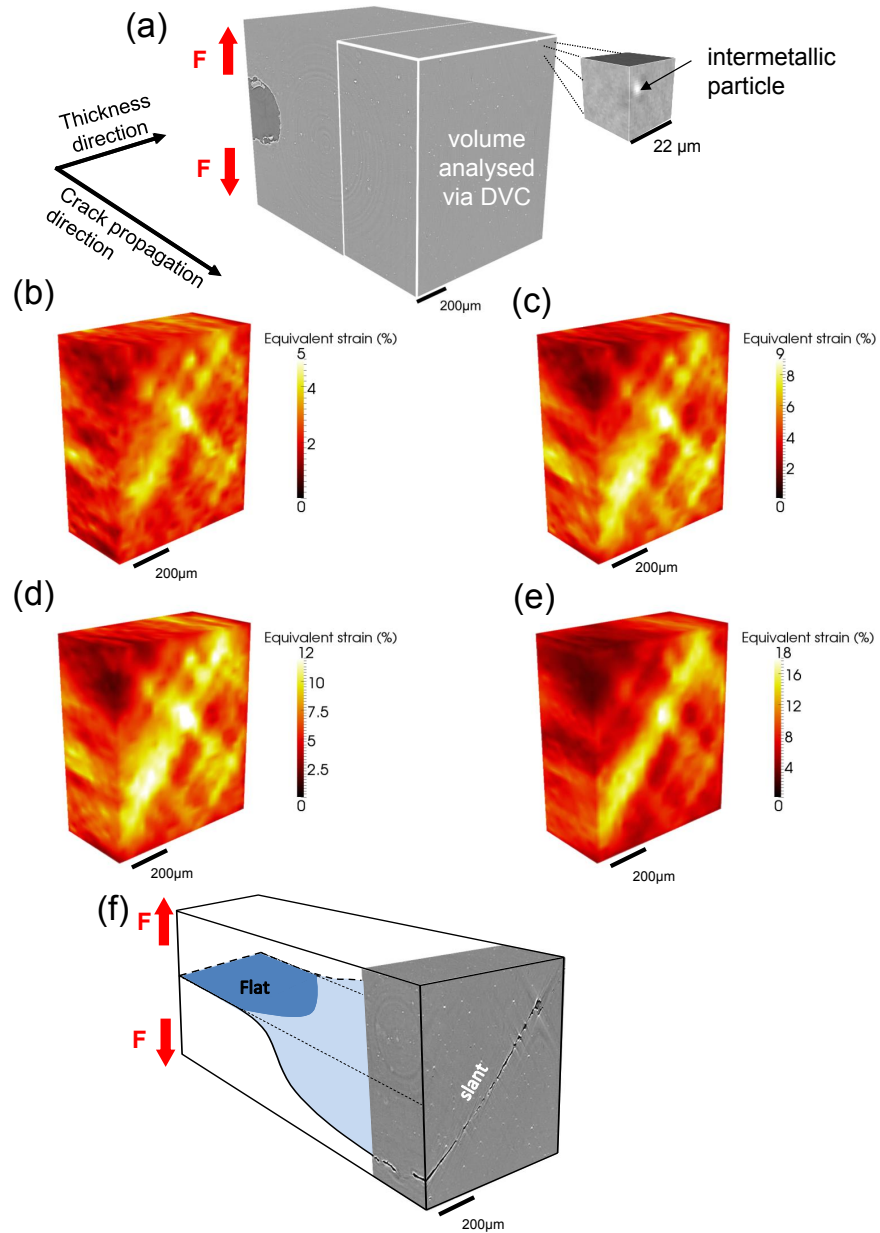 (a)
F
F
Thickness
direction
Crack propagation
direction
volume
analysed
via DVC
intermetallic
particle
22 µm
200µm
(b)
Equivalent strain (%)
5
4
2
0
200µm
(c)
Equivalent strain (%)
9
8
6
4
2
0
200µm
(d)
Equivalent strain (%)
12
10
7.5
5
2.5
0
200µm
(e)
Equivalent strain (%)
18
16
12
8
4
0
200µm
(f)
F
F
Flat
slant
200µm